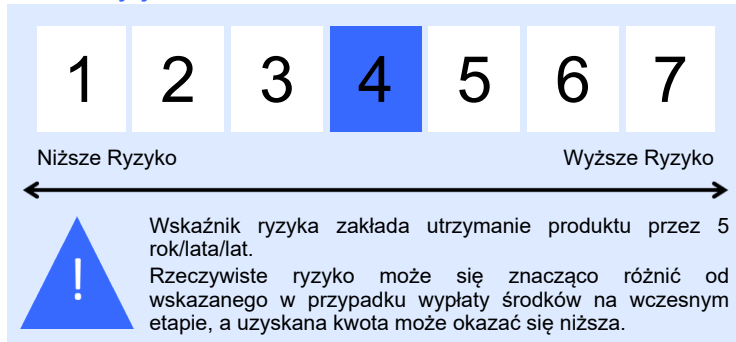 1 2 3 4 5 6 7
Niższe Ryzyko Wyższe Ryzyko
Wskaźnik ryzyka zakłada utrzymanie produktu przez 5
rok/lata/lat.
Rzeczywiste ryzyko może się znacząco różnić od
wskazanego w przypadku wypłaty środków na wczesnym
etapie, a uzyskana kwota może okazać się niższa.
!